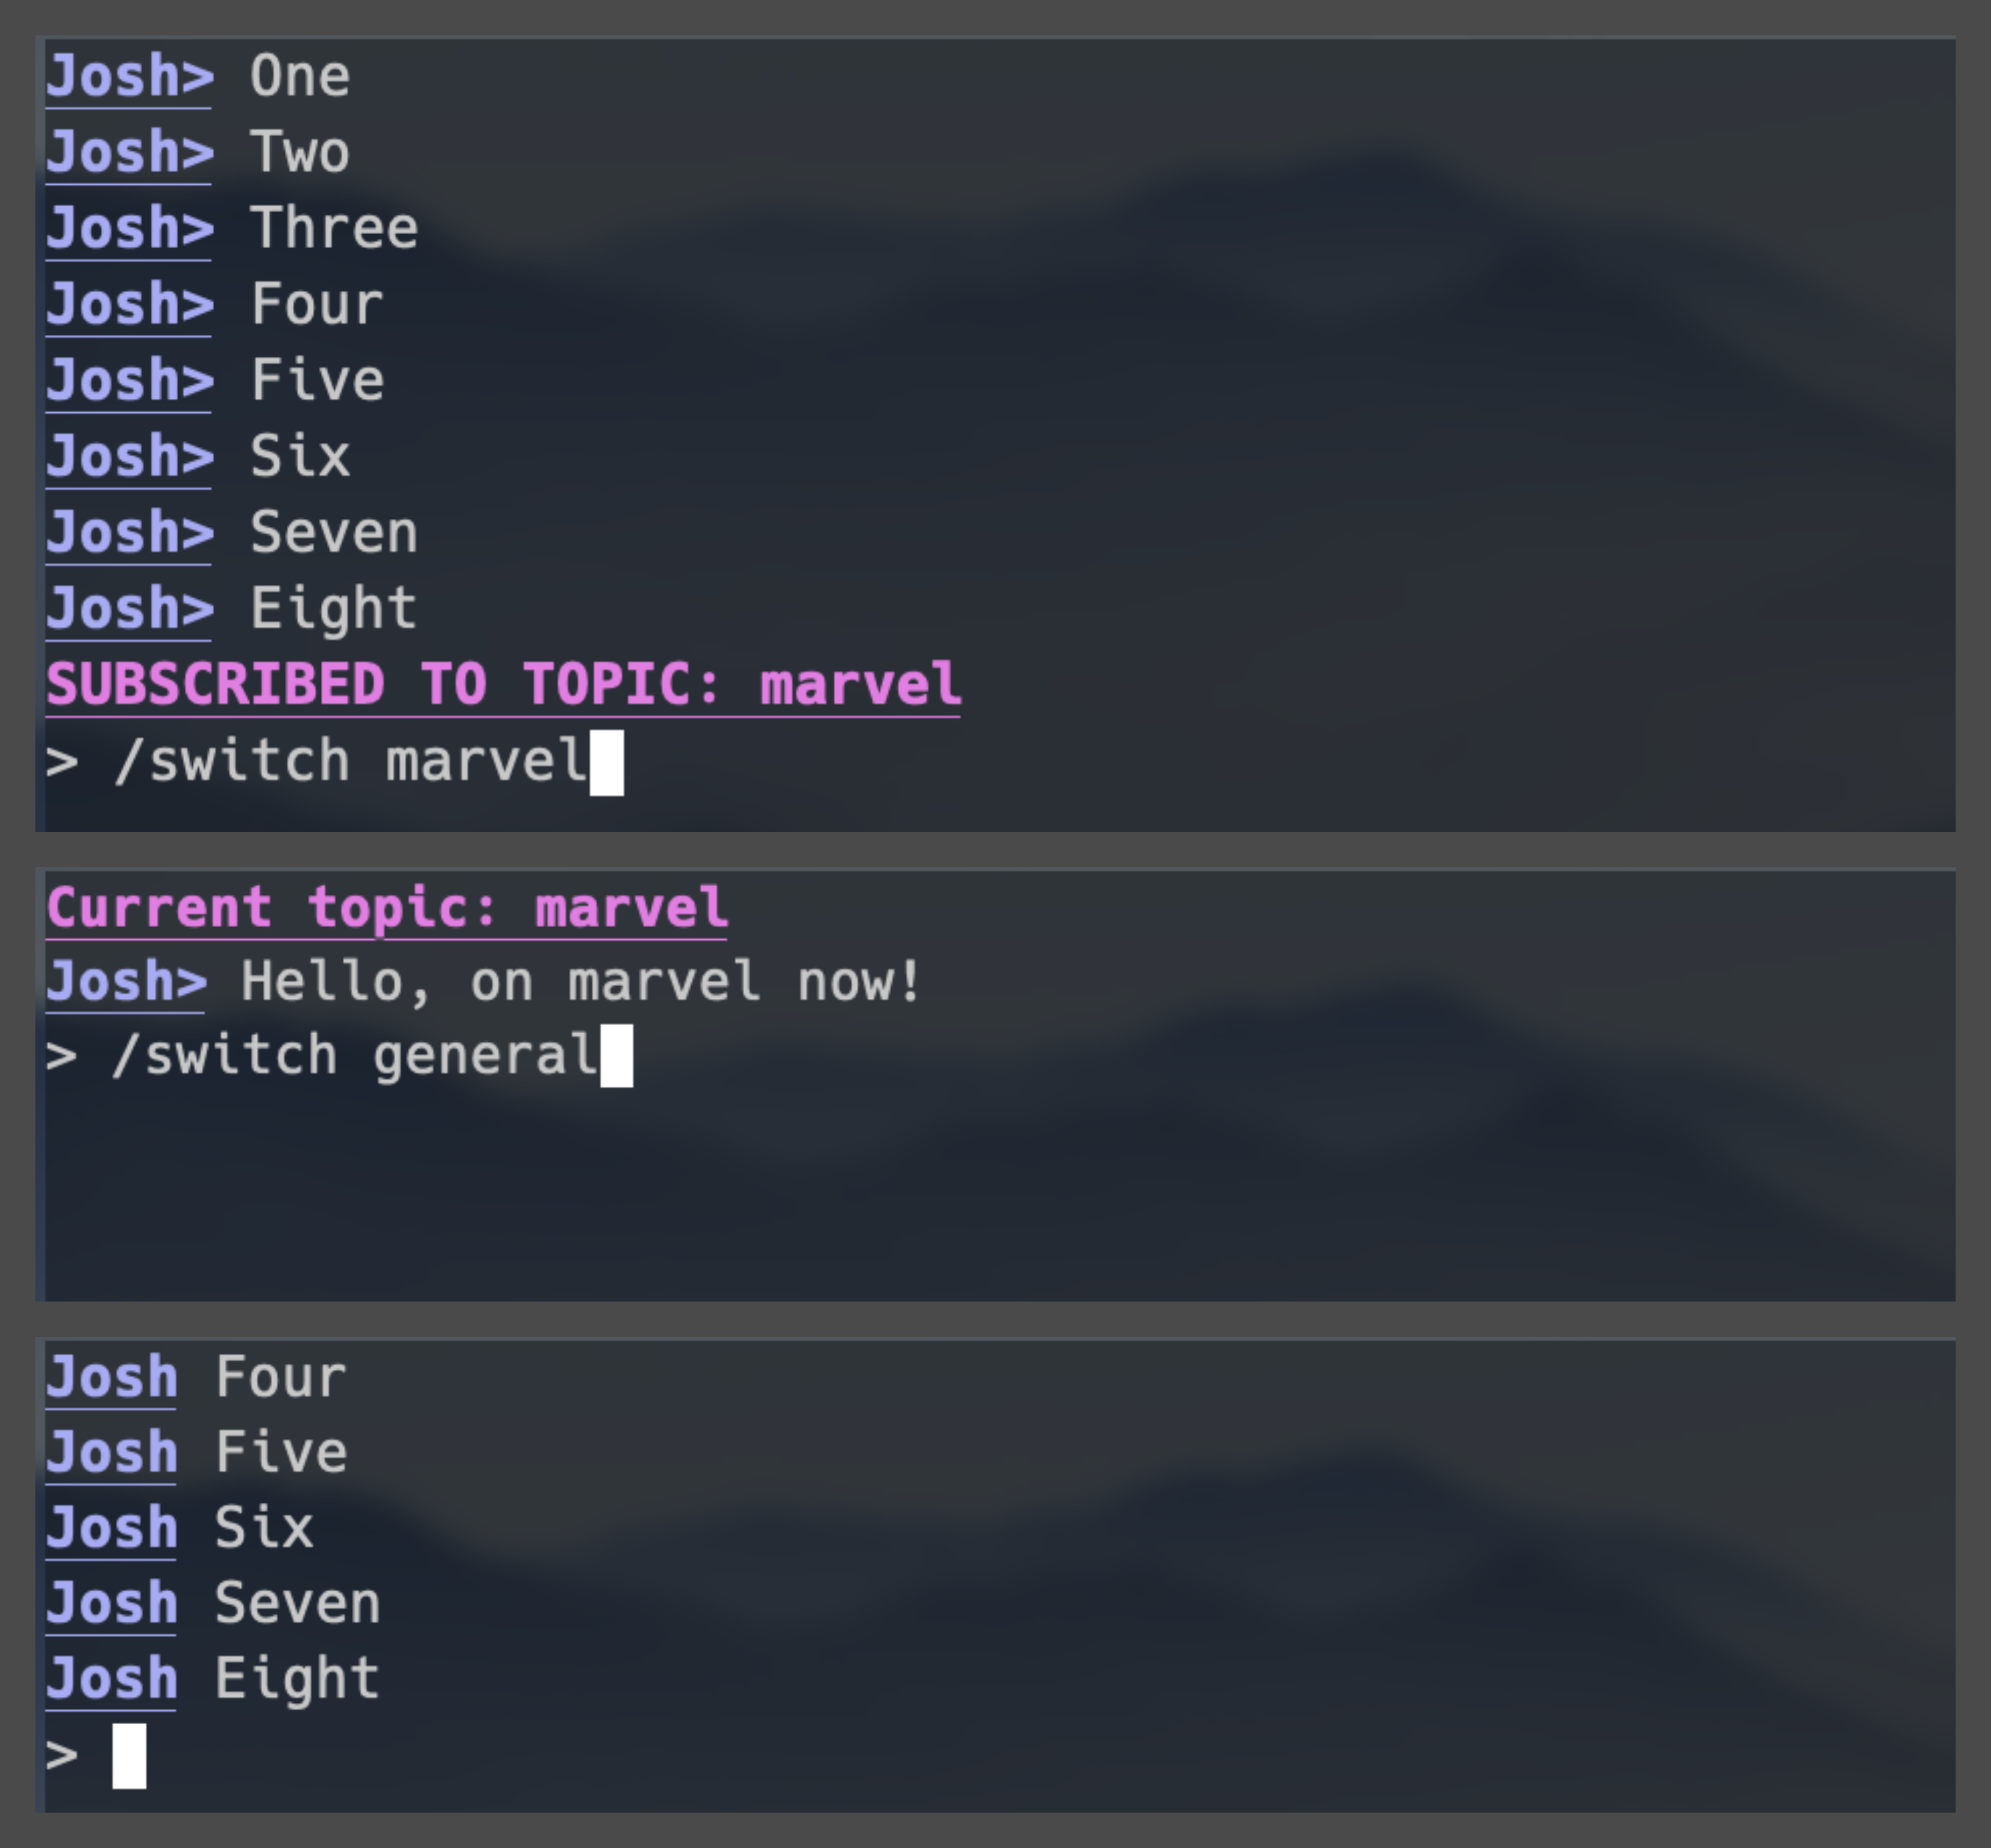 Josh> One
Josh> Two
Josh> Three
Josh> Four
Josh> Five
Josh> Six
Josh> Seven
Josh> Eight
SUBSCRIBED TO TOPIC: marvel
> /switch marvel
Current topic: marvel
Josh> Hello, on marvel now!
> /switch general
Josh Four
Josh Five
Josh Six
Josh Seven
Josh Eight
>